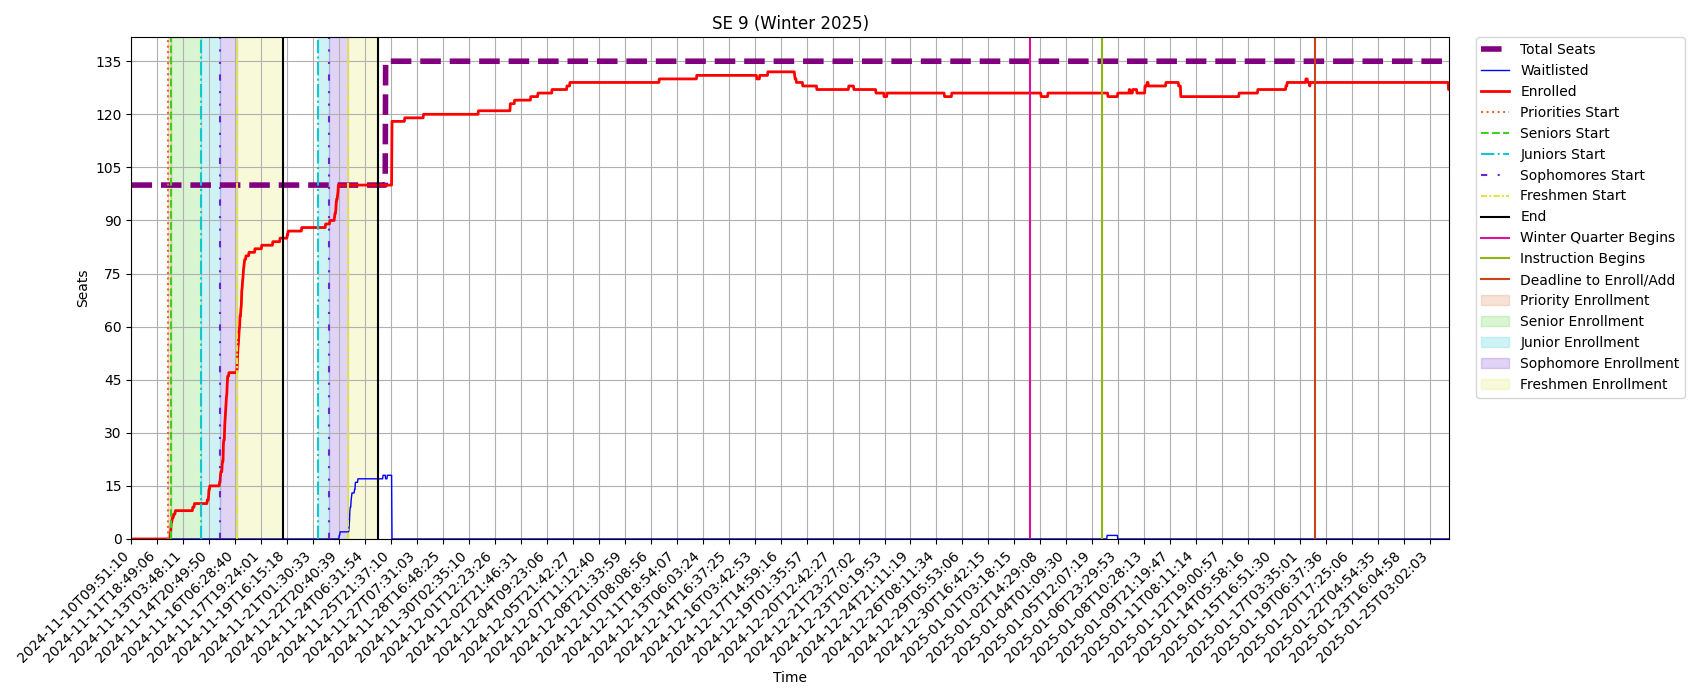 SE 9 (Winter 2025)
Seats
135
120
105
90
75
60
45
30
15
0
2024-11-10T09:51:10
2024-11-11T18:49:06
2024-11-13T03:48:11
2024-11-14T20:49:50
2024-11-16T06:28:40
2024-11-17T19:24:01
2024-11-19T16:15:18
2024-11-21T01:30:33
2024-11-22T20:40:39
2024-11-24T06:31:54
2024-11-25T21:37:10
2024-11-27T07:31:03
2024-11-28T16:48:25
2024-11-30T02:35:10
2024-12-01T12:23:26
2024-12-02T21:46:31
2024-12-04T09:23:06
2024-12-05T21:42:27
2024-12-07T11:12:40
2024-12-08T21:33:59
2024-12-10T08:08:56
2024-12-11T18:54:07
2024-12-13T06:03:24
2024-12-14T16:37:25
2024-12-16T03:42:53
2024-12-17T14:59:16
2024-12-19T01:35:57
2024-12-20T12:42:27
2024-12-21T23:27:02
2024-12-23T10:19:53
2024-12-24T21:11:19
2024-12-26T08:11:34
2024-12-29T05:53:06
2024-12-30T16:42:15
2025-01-01T03:18:15
2025-01-02T14:29:08
2025-01-04T01:09:30
2025-01-05T12:07:19
2025-01-06T23:29:53
2025-01-08T10:28:13
2025-01-09T21:19:47
2025-01-11T08:11:14
2025-01-12T19:00:57
2025-01-14T05:58:16
2025-01-15T16:51:30
2025-01-17T03:35:01
2025-01-19T06:37:36
2025-01-20T17:25:06
2025-01-22T04:54:35
2025-01-23T16:04:58
2025-01-25T03:02:03
Time
Total Seats
Waitlisted
Enrolled
Priorities Start
Seniors Start
Juniors Start
Sophomores Start
Freshmen Start
End
Winter Quarter Begins
Instruction Begins
Deadline to Enroll/Add
Priority Enrollment
Senior Enrollment
Junior Enrollment
Sophomore Enrollment
Freshmen Enrollment